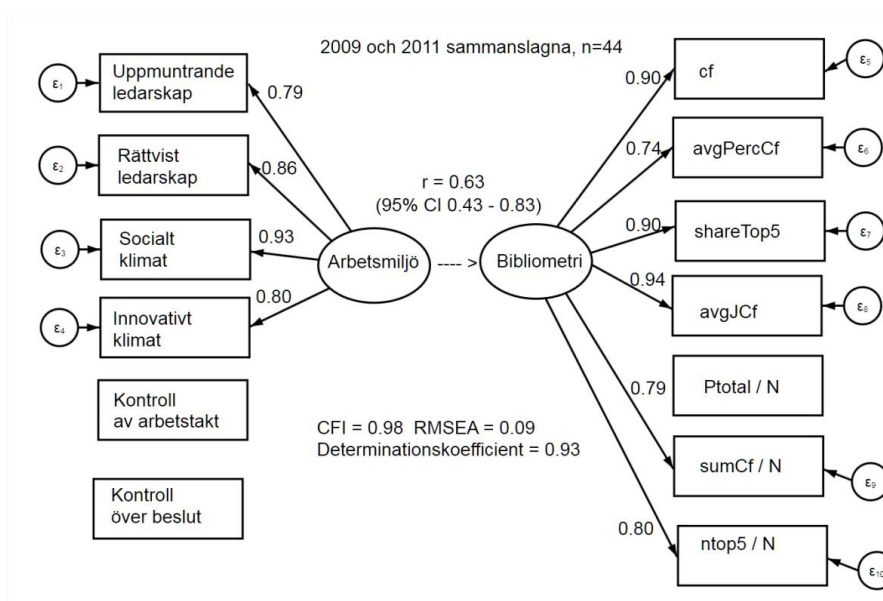 2009 och 2011 sammanslagna, n=44
ε1
Uppmuntrande
ledarskap
0.79
ε2
Rättvist
ledarskap
0.86
ε3
Socialt
klimat
0.93
ε4
Innovativt
klimat
0.80
Kontroll
av arbetstakt
Kontroll
över beslut
Arbetsmiljö
r = 0.63
(95% CI 0.43 - 0.83)
---- >
Bibliometri
CFI = 0.98 RMSEA = 0.09
Determinationskoefficient = 0.93
0.90
cf
ε5
0.74
avgPercCf
ε6
0.90
shareTop5
ε7
0.94
avgJCf
ε8
Ptotal / N
0.79
sumCf / N
ε9
0.80
ntop5 / N
ε10